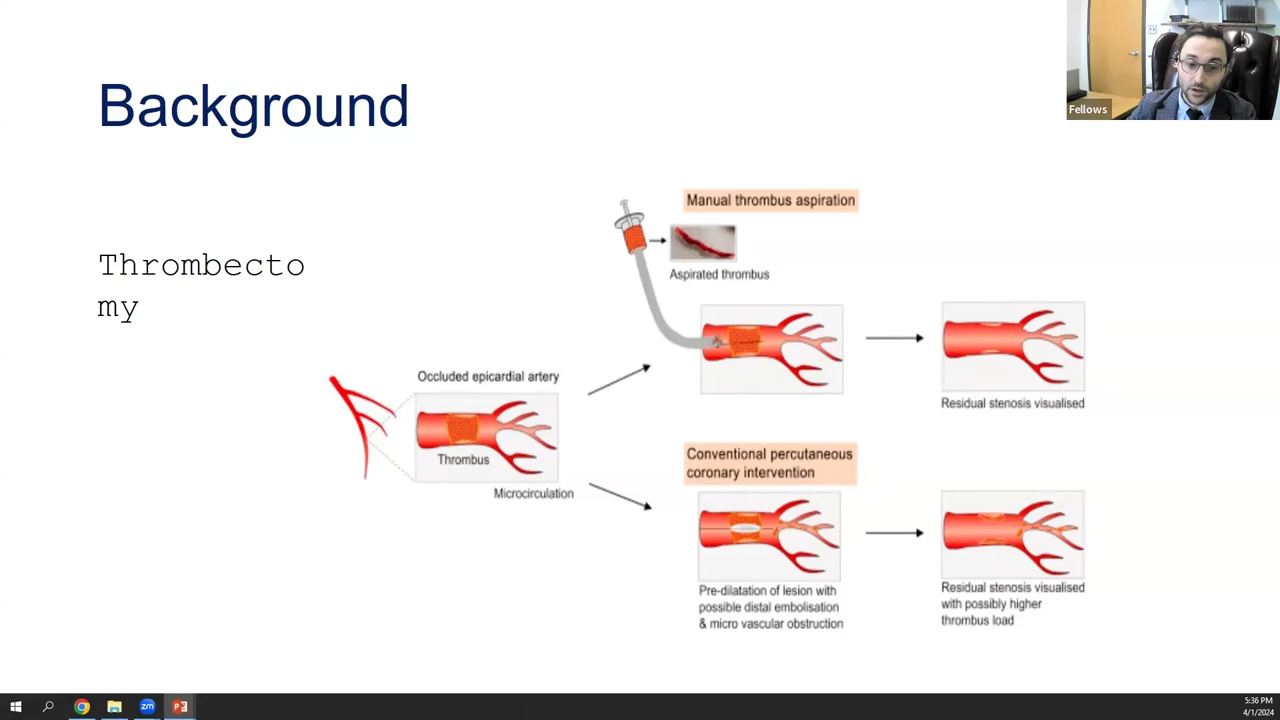 Background
Fellows
Thrombecto
my
Manual thrombus aspiration
Aspirated thrombus
Occluded epicardial artery
Thrombus
Microcirculation
Residual stenosis visualised
Conventional percutaneous
coronary intervention
Pre-dilatation of lesion with
possible distal embolisation
& micro vascular obstruction
Residual stenosis visualised
with possibly higher
thrombus load
zm
P
5:36 PM
4/1/2024